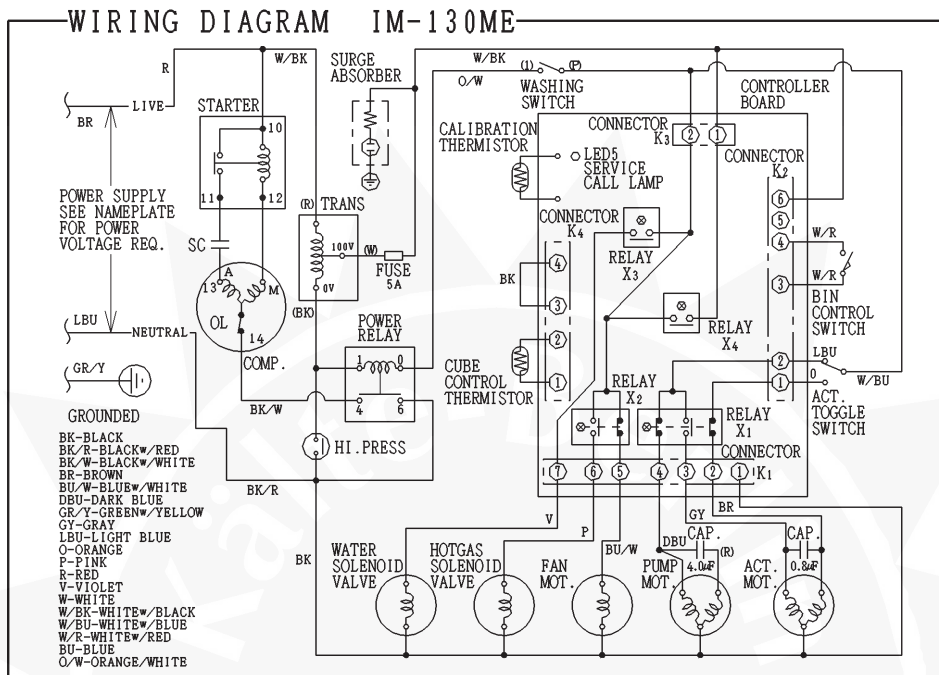 WIRING DIAGRAM IM-130ME
R
W/BK
SURGE
ABSORBER
W/BK
O/W
(1)
(P)
WASHING
SWITCH
CONTROLLER
BOARD
LIVE
BR
STARTER
10
11
12
CALIBRATION
THERMISTOR
LED5
SERVICE
CALL LAMP
CONNECTOR
K3
2
1
CONNECTOR
K2
6
5
4
3
2
1
POWER SUPPLY
SEE NAMEPLATE
FOR POWER
VOLTAGE REQ.
SC
(R)
TRANS
100V
(W)
0V
(BK)
FUSE
5A
CONNECTOR
K4
4
3
2
1
BK
RELAY
X3
RELAY
X4
W/R
W/R
BIN
CONTROL
SWITCH
A
13
M
OL
14
COMP.
LBU
NEUTRAL
POWER
RELAY
1
0
4
6
CUBE
CONTROL
THERMISTOR
RELAY
X2
RELAY
X1
LBU
O
W/BU
ACT.
TOGGLE
SWITCH
GR/Y
GROUNDED
BK/W
HI.PRESS
BK/R
CONNECTOR
K1
7
6
5
4
3
2
1
BK-BLACK
BK/R-BLACKw/RED
BK/W-BLACKw/WHITE
BR-BROWN
BU/W-BLUEw/WHITE
DBU-DARK BLUE
GR/Y-GREENw/YELLOW
GY-GRAY
LBU-LIGHT BLUE
O-ORANGE
P-PINK
R-RED
V-VIOLET
W-WHITE
W/BK-WHITEw/BLACK
W/BU-WHITEw/BLUE
W/R-WHITEw/RED
BU-BLUE
O/W-ORANGE/WHITE
BK
V
P
BU/W
DBU
GY
BR
WATER
SOLENOID
VALVE
HOTGAS
SOLENOID
VALVE
FAN
MOT.
PUMP
MOT.
CAP.
4.0μF
(R)
ACT.
MOT.
CAP.
0.8μF